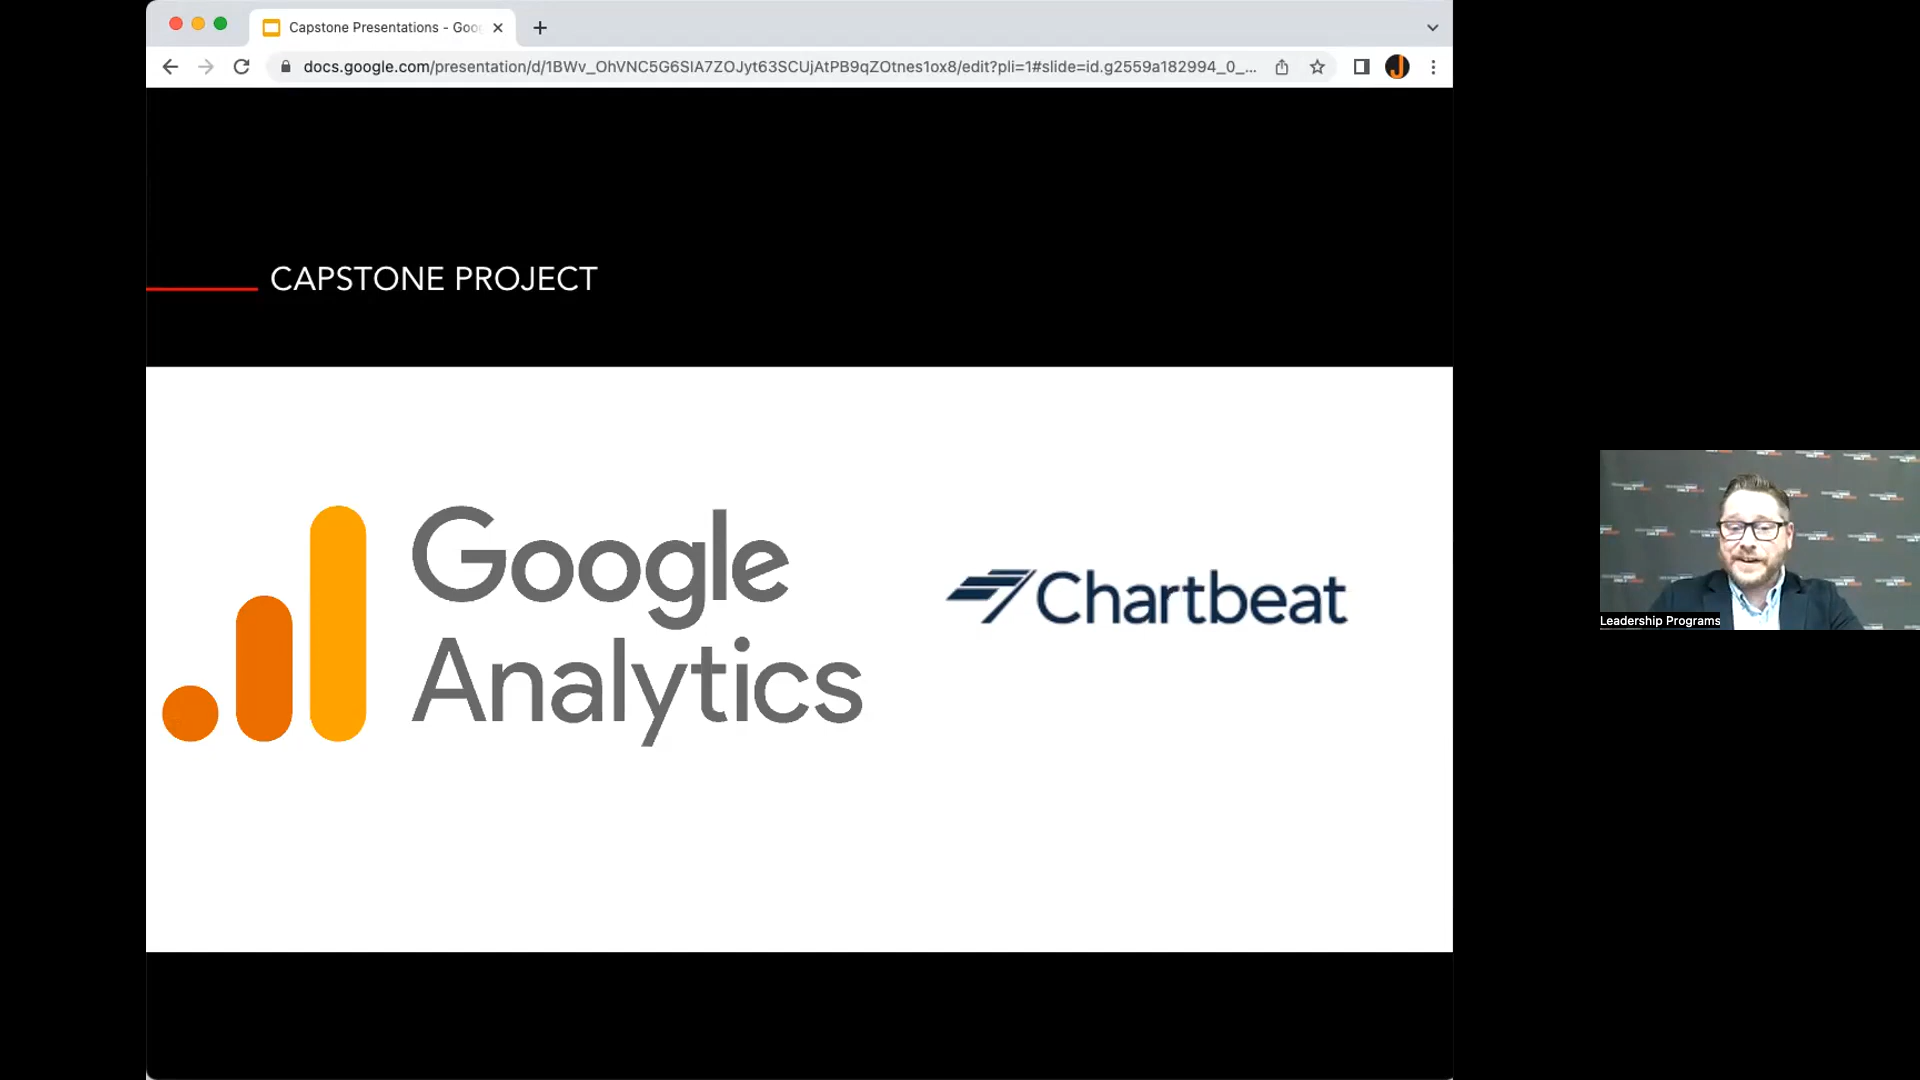 Capstone Presentations - Goo
docs.google.com/presentation/d/1BWv_OhVNC5G6SlA7ZOJyt63SCUjAtPB9qZOtnes1ox8/edit?pli=1#slide=id.g2559a182994_0_...
CAPSTONE PROJECT
Google
Analytics
Chartbeat
Leadership Programs